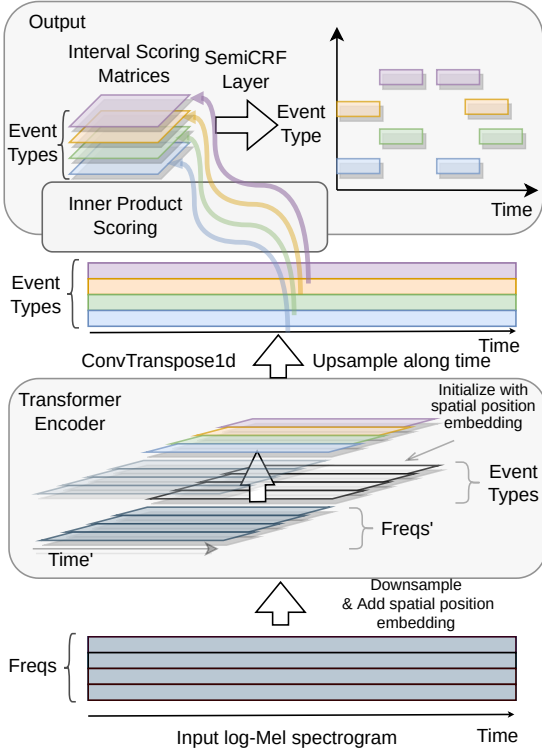 Output
Interval Scoring
Matrices
SemiCRF
Layer
Event
Types
Event
Type
Time
Inner Product
Scoring
Event
Types
Time
ConvTranspose1d
Upsample along time
Transformer
Encoder
Initialize with
spatial position
embedding
Event
Types
Freqs'
Time'
Downsample
& Add spatial position
embedding
Freqs
Input log-Mel spectrogram
Time